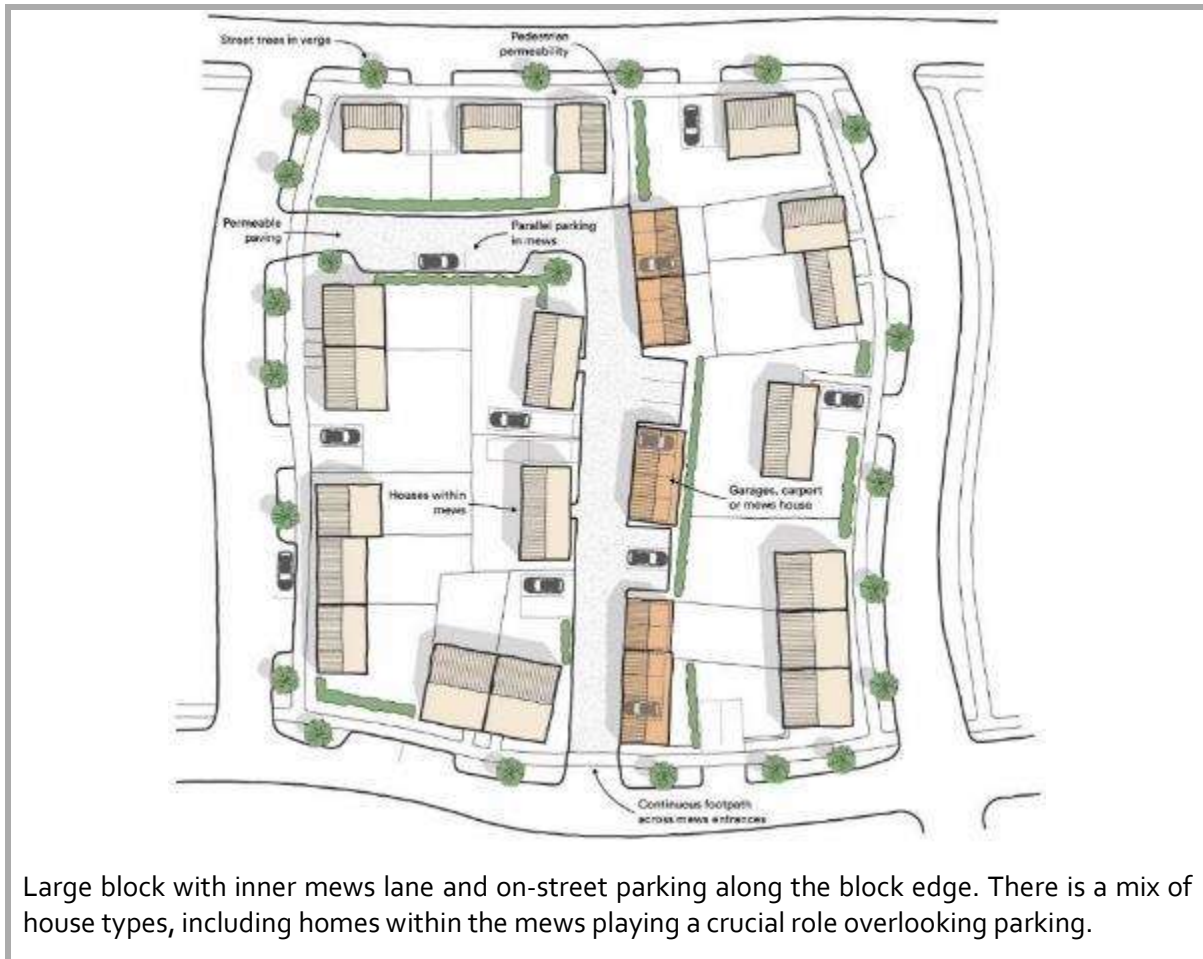 Street trees in verge
Pedestrian
permeability
Permeable
paving
Parallel parking
in mews
Houses within
mews
Garages, carport
or mews house
Continuous footpath
across mews entrances
Large block with inner mews lane and on-street parking along the block edge. There is a mix of
house types, including homes within the mews playing a crucial role overlooking parking.